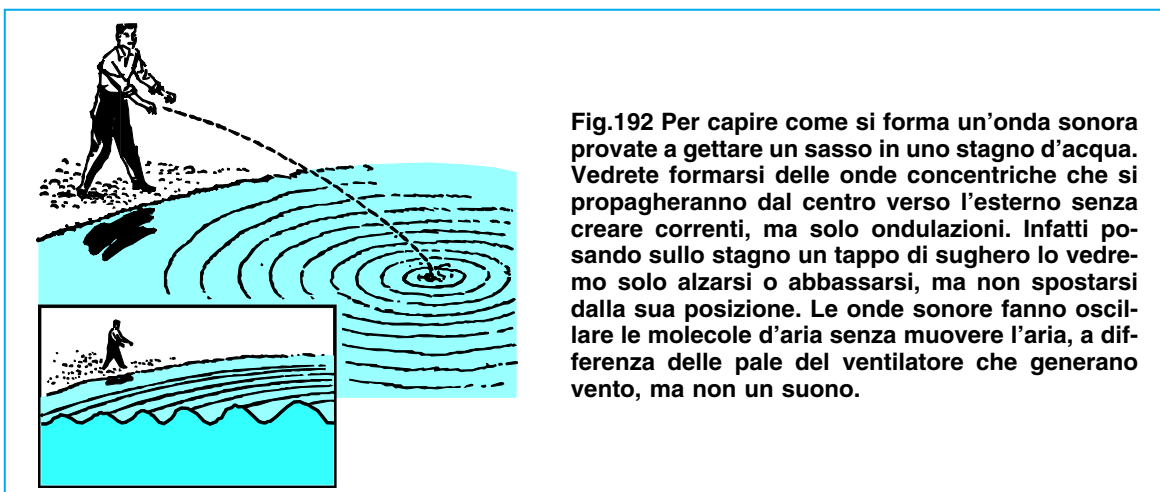 Fig.192 Per capire come si forma un'onda sonora
provate a gettare un sasso in uno stagno d'acqua.
Vedrete formarsi delle onde concentriche che si
propagheranno dal centro verso l'esterno senza
creare correnti, ma solo ondulazioni. Infatti po-
sando sullo stagno un tappo di sughero lo vedre-
mo solo alzarsi o abbassarsi, ma non spostarsi
dalla sua posizione. Le onde sonore fanno oscil-
lare le molecole d'aria senza muovere l'aria, a dif-
ferenza delle pale del ventilatore che generano
vento, ma non un suono.